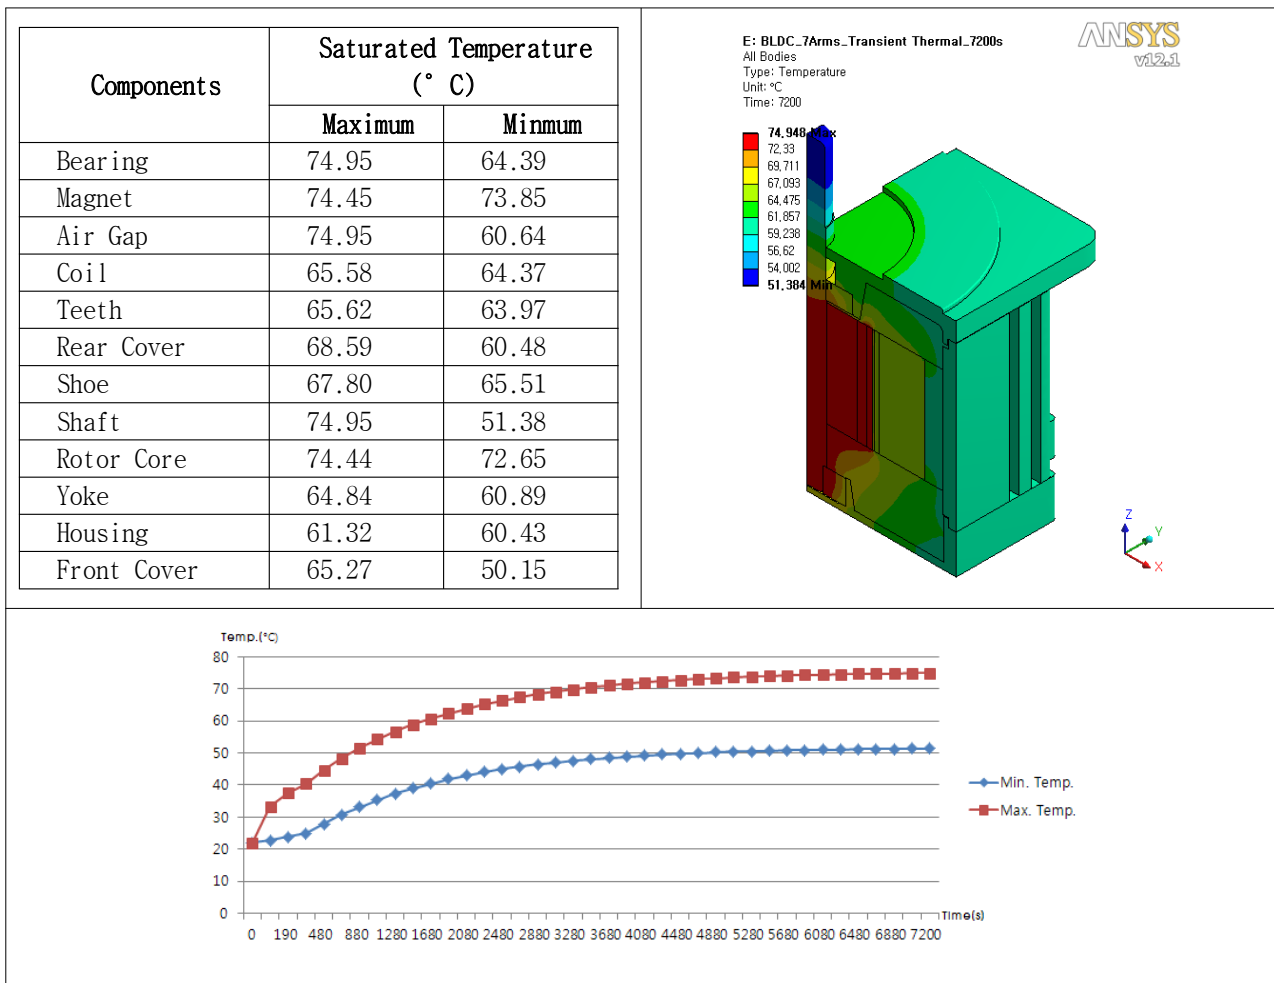 Components
Saturated Temperature
(° C)
Maximum Minmum
Bearing 74.95 64.39
Magnet 74.45 73.85
Air Gap 74.95 60.64
Coil 65.58 64.37
Teeth 65.62 63.97
Rear Cover 68.59 60.48
Shoe 67.80 65.51
Shaft 74.95 51.38
Rotor Core 74.44 72.65
Yoke 64.84 60.89
Housing 61.32 60.43
Front Cover 65.27 50.15
E: BLDC_7Arms_Transient Thermal_7200s
All Bodies
Type: Temperature
Unit: °C
Time: 7200
ANSYS
v12.1
74.948 Max
72.33
69.711
67.093
64.475
61.857
59.238
56.62
54.002
51.384 Min
Z
Y
X
Temp.(°C)
80
70
60
50
40
30
20
10
0
Time(s)
0 190 480 880 1280 1680 2080 2480 2880 3280 3680 4080 4480 4880 5280 5680 6080 6480 6880 7200
Min. Temp.
Max. Temp.